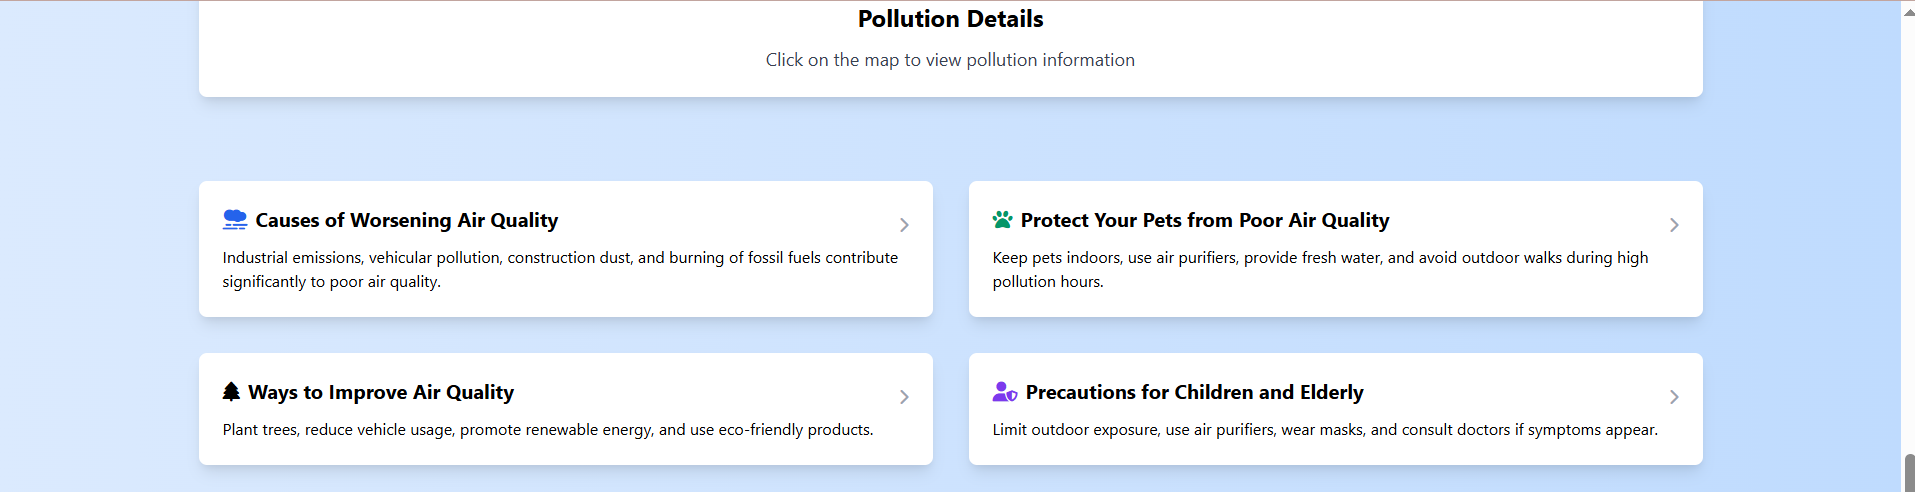 Pollution Details
Click on the map to view pollution information
Causes of Worsening Air Quality
Industrial emissions, vehicular pollution, construction dust, and burning of fossil fuels contribute
significantly to poor air quality.
Protect Your Pets from Poor Air Quality
Keep pets indoors, use air purifiers, provide fresh water, and avoid outdoor walks during high
pollution hours.
Ways to Improve Air Quality
Plant trees, reduce vehicle usage, promote renewable energy, and use eco-friendly products.
Precautions for Children and Elderly
Limit outdoor exposure, use air purifiers, wear masks, and consult doctors if symptoms appear.